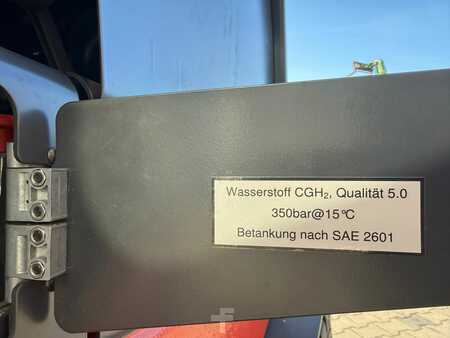 Wasserstoff CGH₂, Qualität 5.0
350bar@15°C
Betankung nach SAE 2601